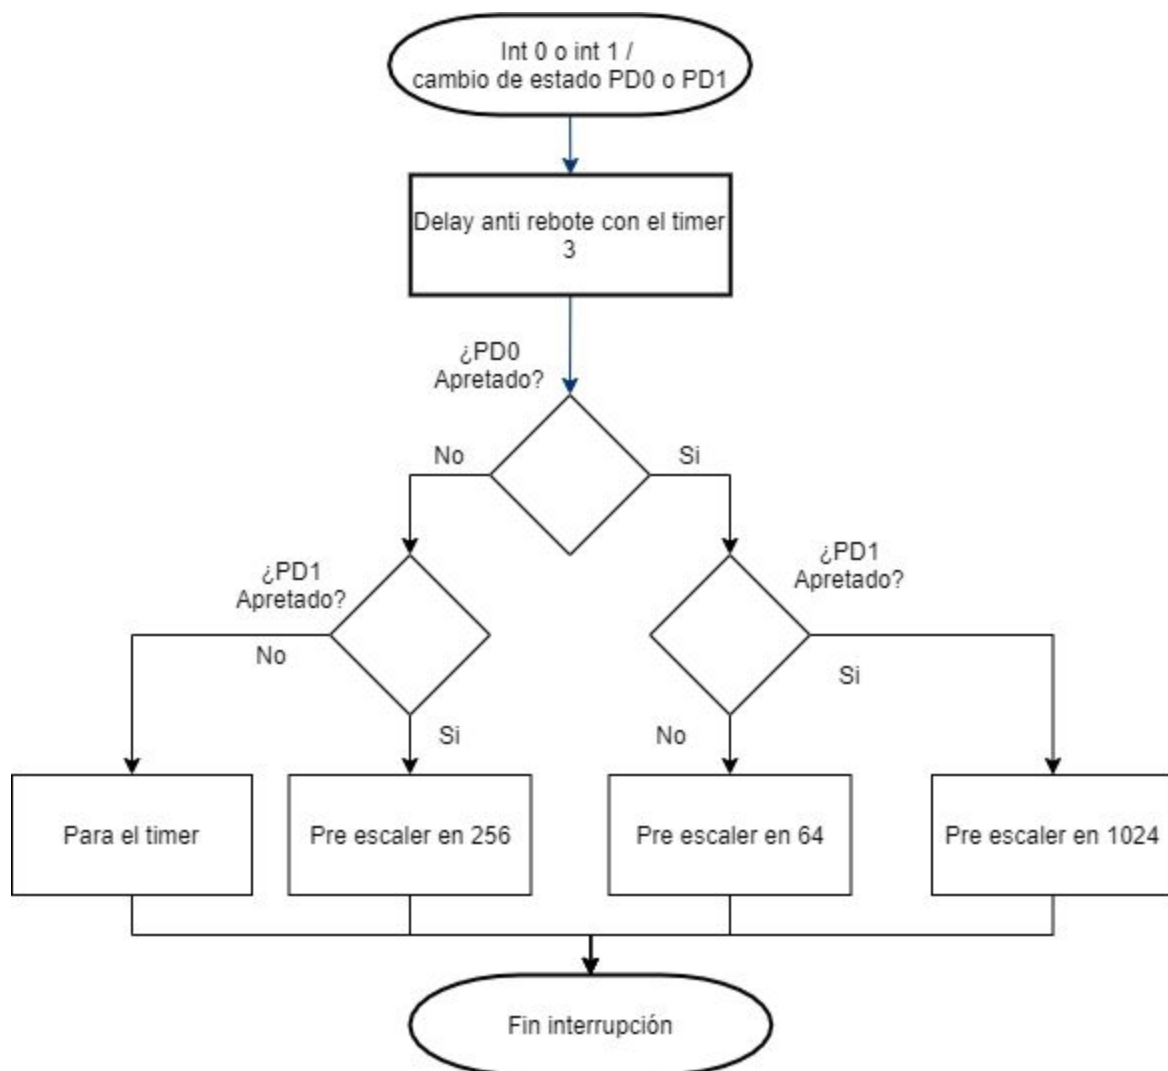 Int 0 o int 1 /
cambio de estado PD0 o PD1
Delay anti rebote con el timer
3
¿PD0
Apretado?
No
Si
¿PD1
Apretado?
¿PD1
Apretado?
No
Si
No
Si
Para el timer
Pre escaler en 256
Pre escaler en 64
Pre escaler en 1024
Fin interrupción